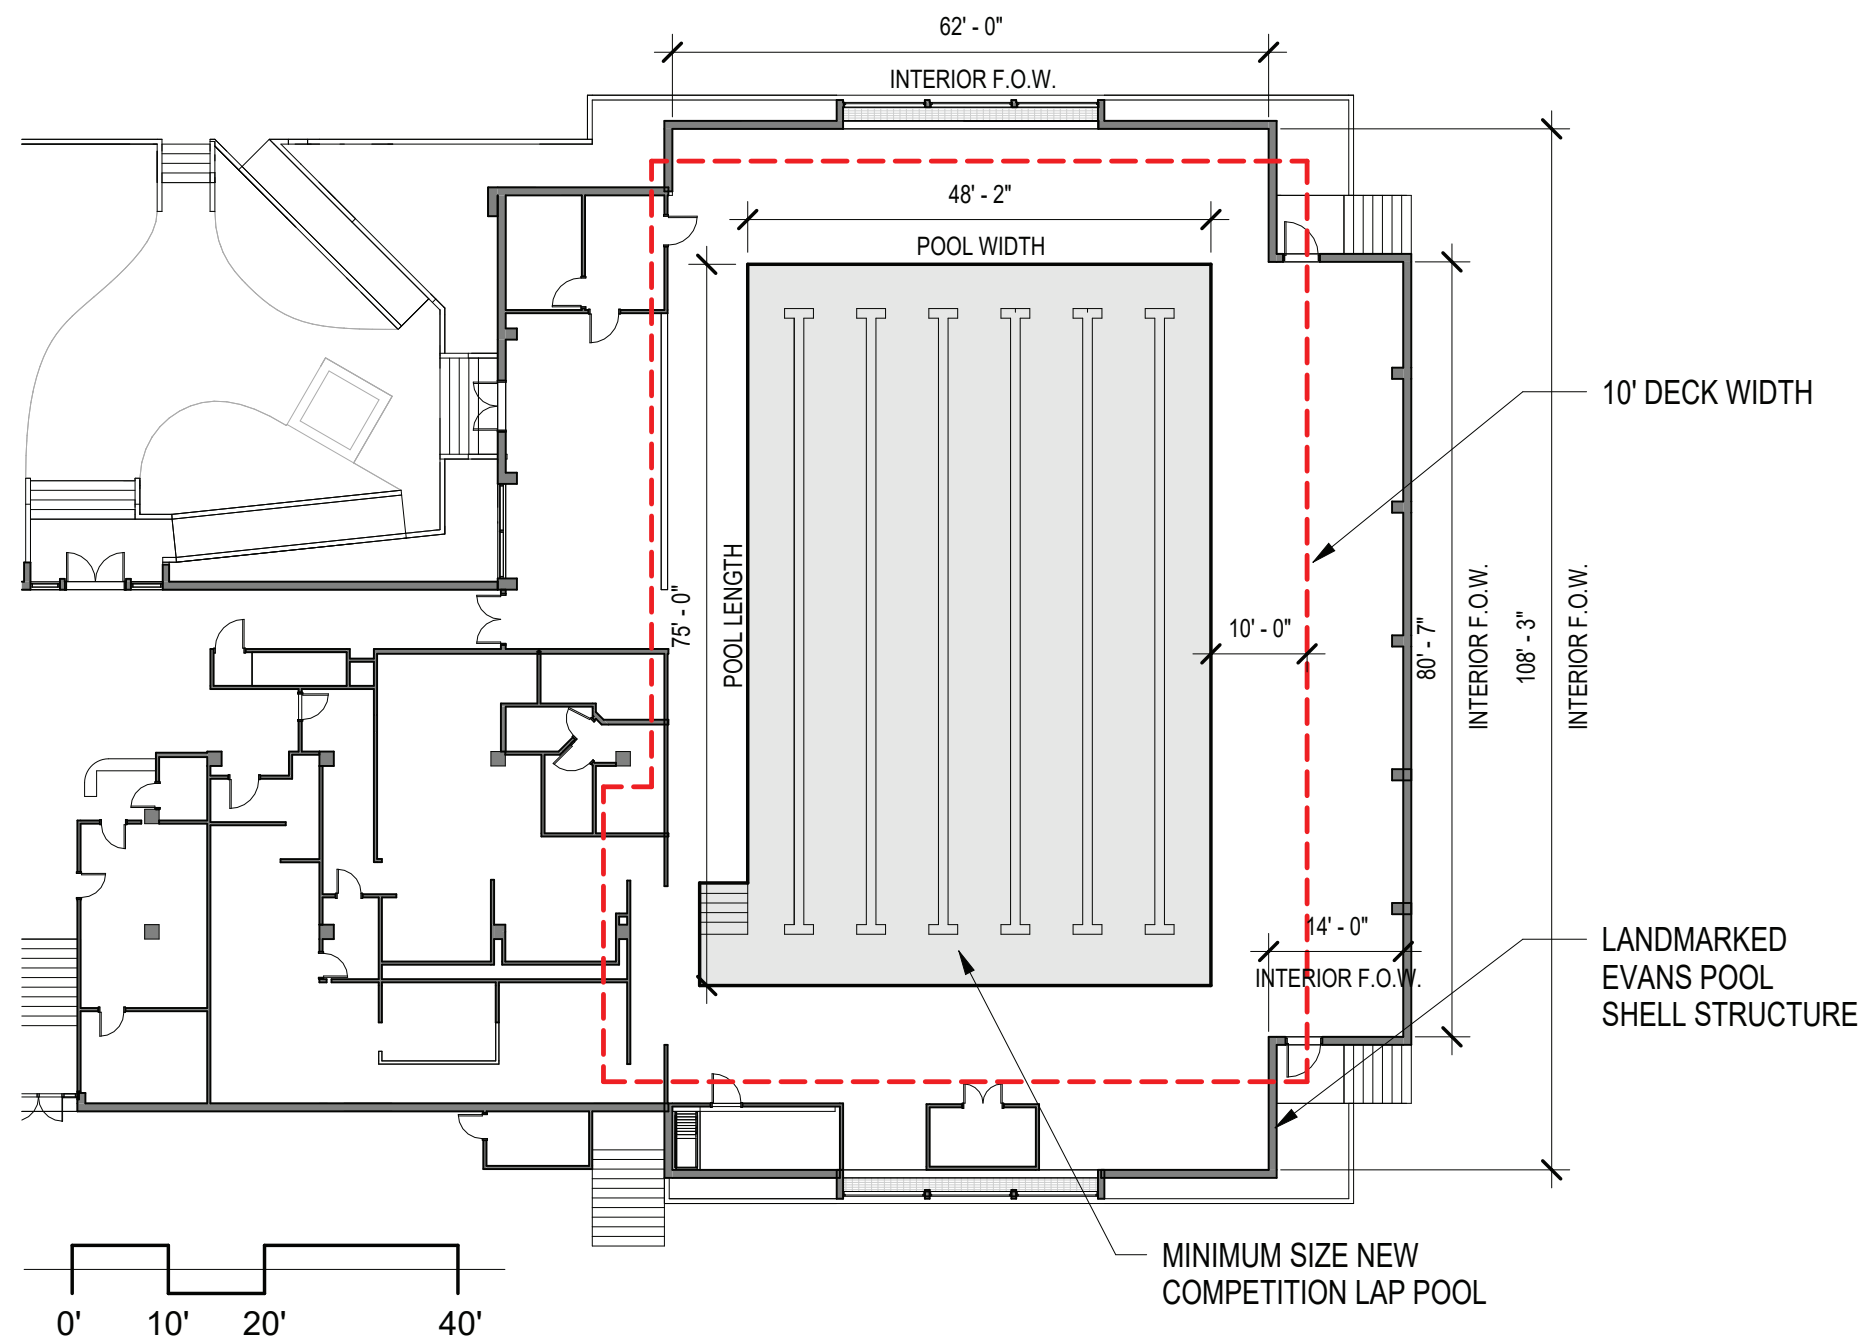 62' - 0"
INTERIOR F.O.W.
48' - 2"
POOL WIDTH
10' DECK WIDTH
POOL LENGTH
75' - 0"
10' - 0"
80' - 7"
INTERIOR F.O.W.
108' - 3"
INTERIOR F.O.W.
14' - 0"
INTERIOR F.O.W.
LANDMARKED
EVANS POOL
SHELL STRUCTURE
MINIMUM SIZE NEW
COMPETITION LAP POOL
0' 10' 20' 40'